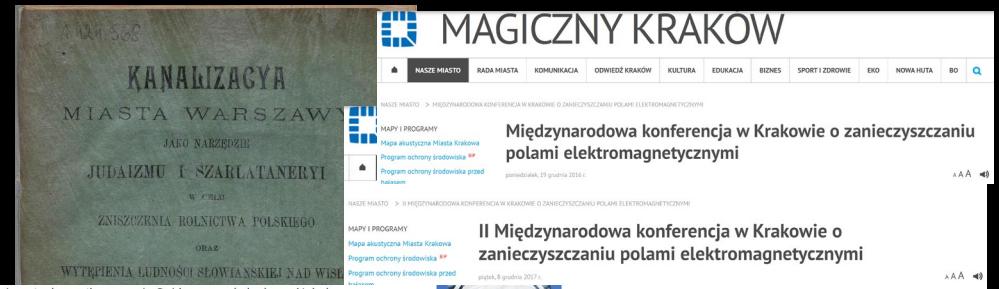 A 121.568
KANALIZACYA
MIASTA WARSZAWY
JAKO NARZĘDZIE
JUDAIZMU I SZARLATANERYI
W CELU
ZNISZCZENIA ROLNICTWA POLSKIEGO
ORAZ
WYTĘPIENIA LUDNOŚCI SŁOWIAŃSKIEJ NAD WISŁ
MAGICZNY KRAKÓW
NASZE MIASTO RADA MIASTA KOMUNIKACJA ODWIEDŹ KRAKÓW KULTURA EDUKACJA BIZNES SPORT I ZDROWIE EKO NOWA HUTA BO
NASZE MIASTO > MIĘDZYNARODOWA KONFERENCJA W KRAKOWIE O ZANIECZYSZCZANIU POLAMI ELEKTROMAGNETYCZNYMI
MAPY I PROGRAMY
Mapa akustyczna Miasta Krakowa
Program ochrony środowiska
Program ochrony środowiska przed
hałasem
Międzynarodowa konferencja w Krakowie o zanieczyszczaniu
polami elektromagnetycznymi
poniedziałek, 19 grudnia 2016 r.
A A A
NASZE MIASTO > II MIĘDZYNARODOWA KONFERENCJA W KRAKOWIE O ZANIECZYSZCZANIU POLAMI ELEKTROMAGNETYCZNYMI
MAPY I PROGRAMY
Mapa akustyczna Miasta Krakowa
Program ochrony środowiska
Program ochrony środowiska przed
II Międzynarodowa konferencja w Krakowie o
zanieczyszczaniu polami elektromagnetycznymi
piątek, 8 grudnia 2017 r.
A A A